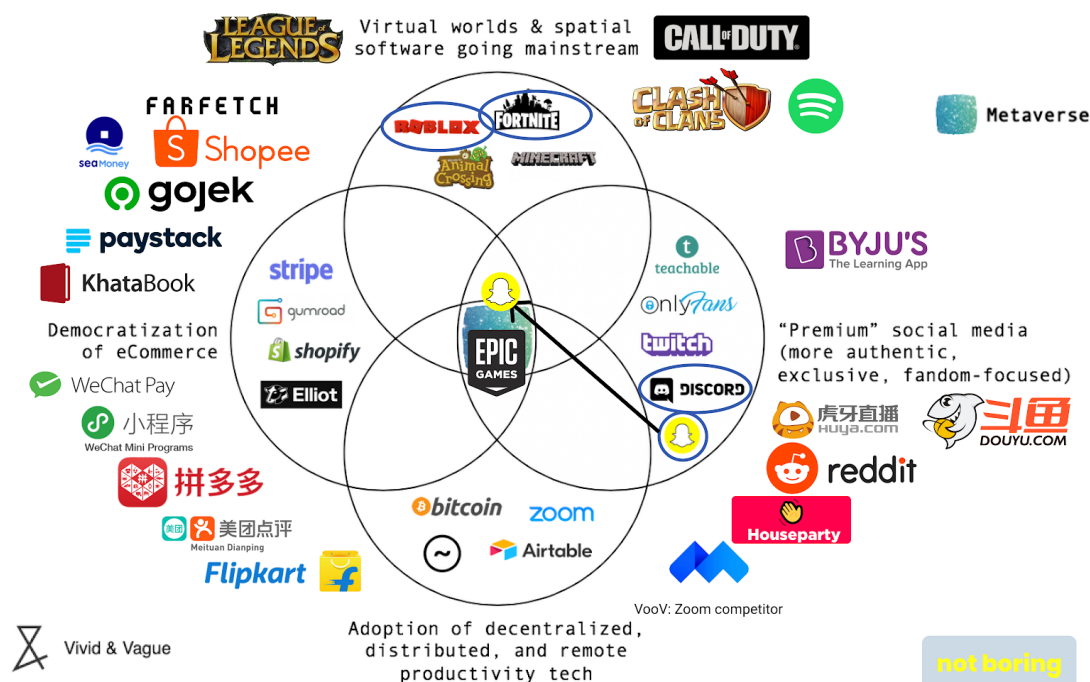 LEAGUE of LEGENDS
Virtual worlds & spatial
software going mainstream
CALL OF DUTY
FARFETCH
CLASH
OF
CLANS
Metaverse
sea Money
S Shopee
ROBLOX
FORTNITE
Animal
Crossing
MINECRAFT
gojek
paystack
KhataBook
stripe
gumroad
shopify
Elliot
t
teachable
OnlyFans
twitch
DISCORD
B BYJU'S
The Learning App
EPIC
GAMES
Democratization
of eCommerce
“Premium” social media
(more authentic,
exclusive, fandom-focused)
WeChat Pay
小程序
WeChat Mini Programs
虎牙直播
Huya.com
斗鱼
DOUYU.COM
拼多多
reddit
Houseparty
美团 美团点评
Meituan Dianping
Flipkart f
bitcoin
zoom
~
Airtable
VooV: Zoom competitor
Adoption of decentralized,
distributed, and remote
productivity tech
Vivid & Vague
not boring